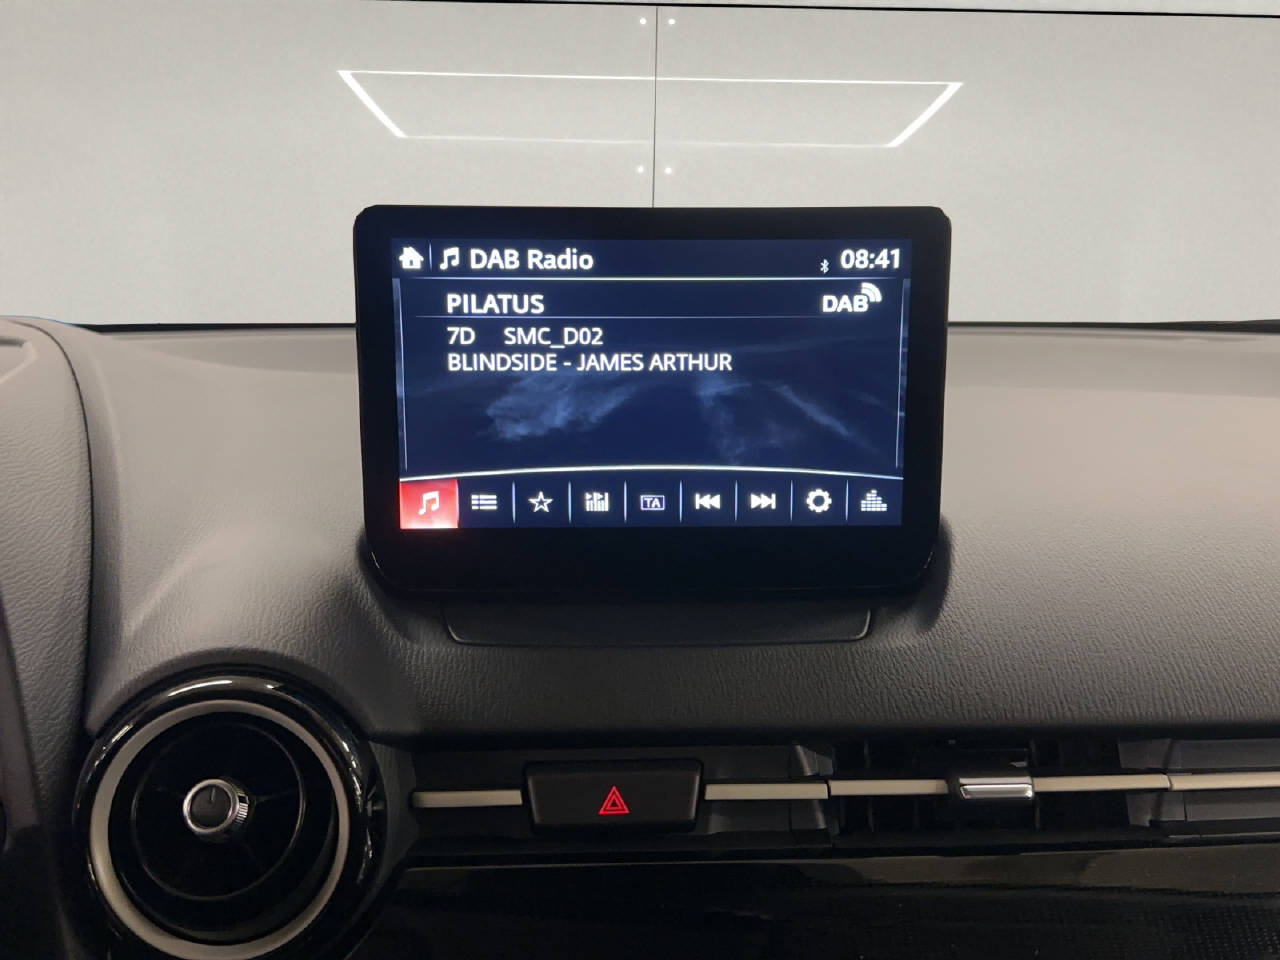 DAB Radio 08:41
PILATUS DAB
7D SMC_D02
BLINDSIDE - JAMES ARTHUR
TA